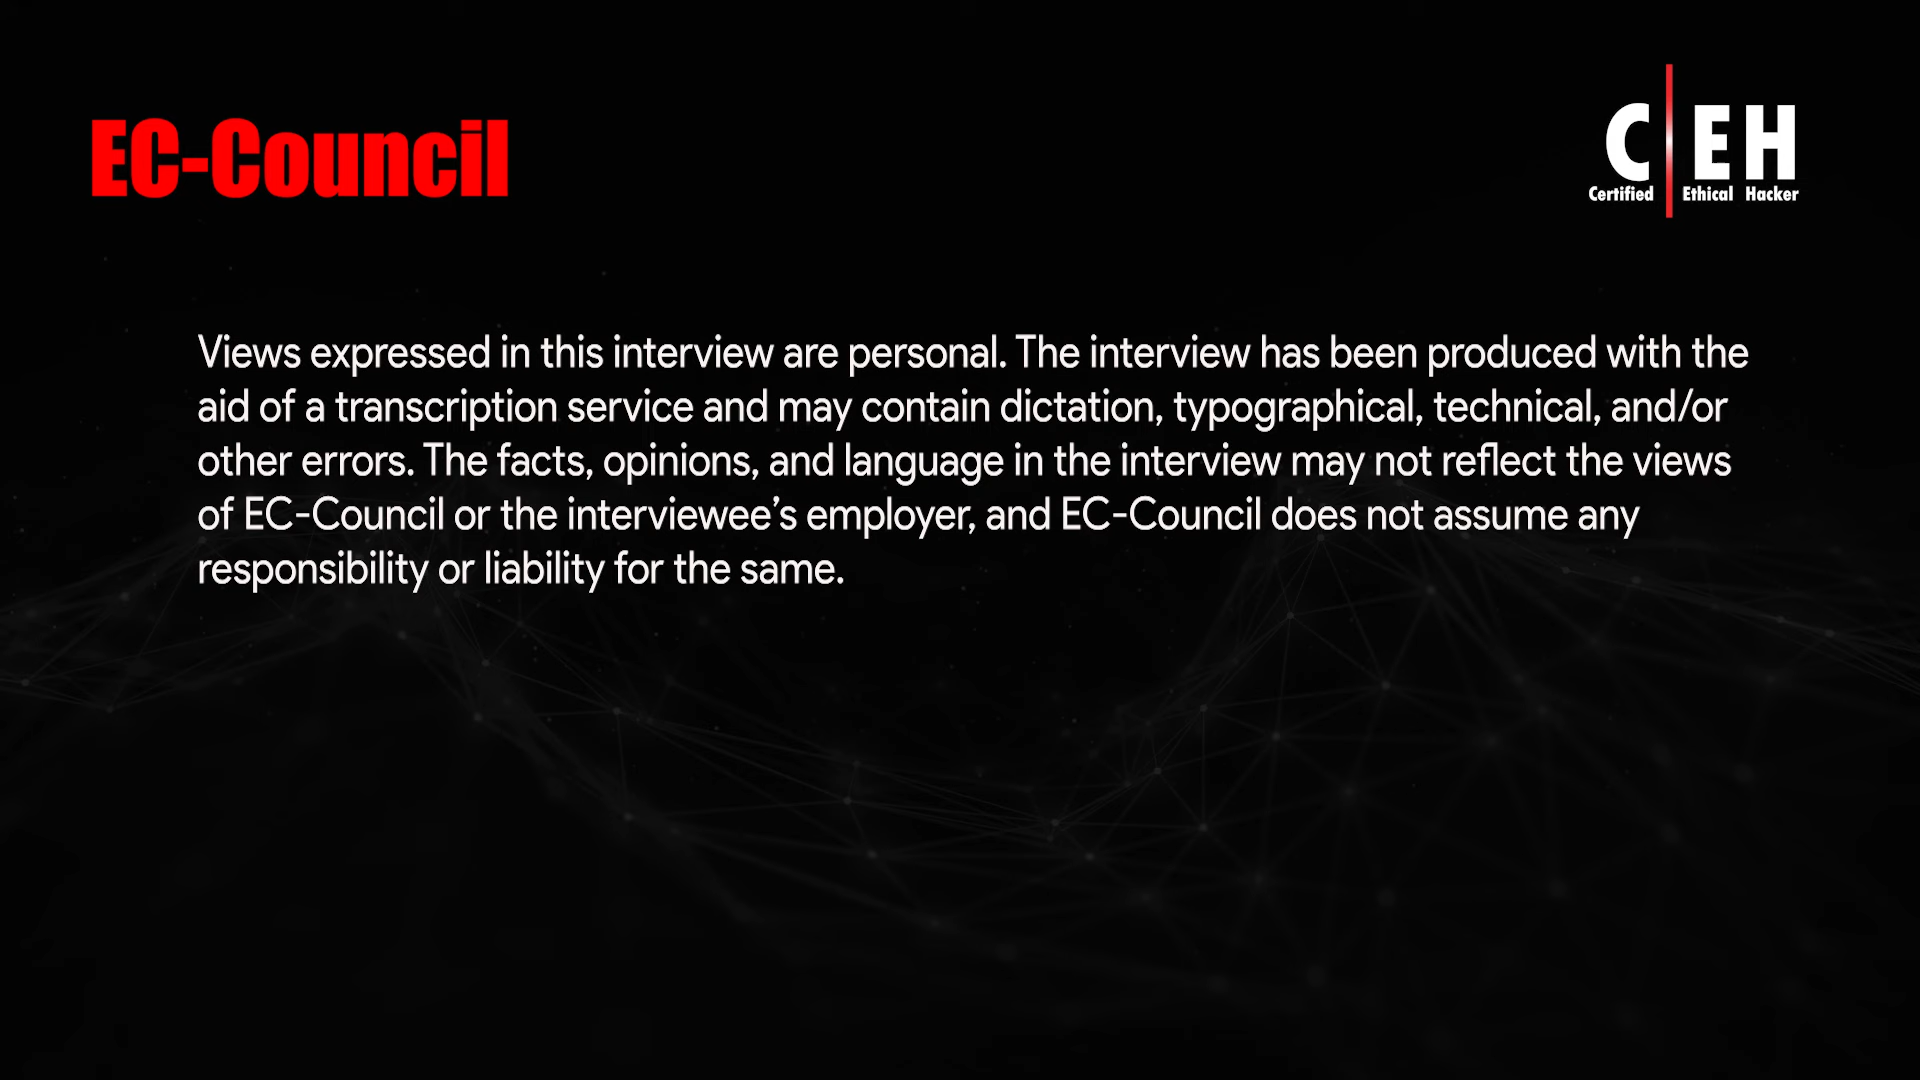 EC-Council
C EH
Certified Ethical Hacker
Views expressed in this interview are personal. The interview has been produced with the
aid of a transcription service and may contain dictation, typographical, technical, and/or
other errors. The facts, opinions, and language in the interview may not reflect the views
of EC-Council or the interviewee’s employer, and EC-Council does not assume any
responsibility or liability for the same.